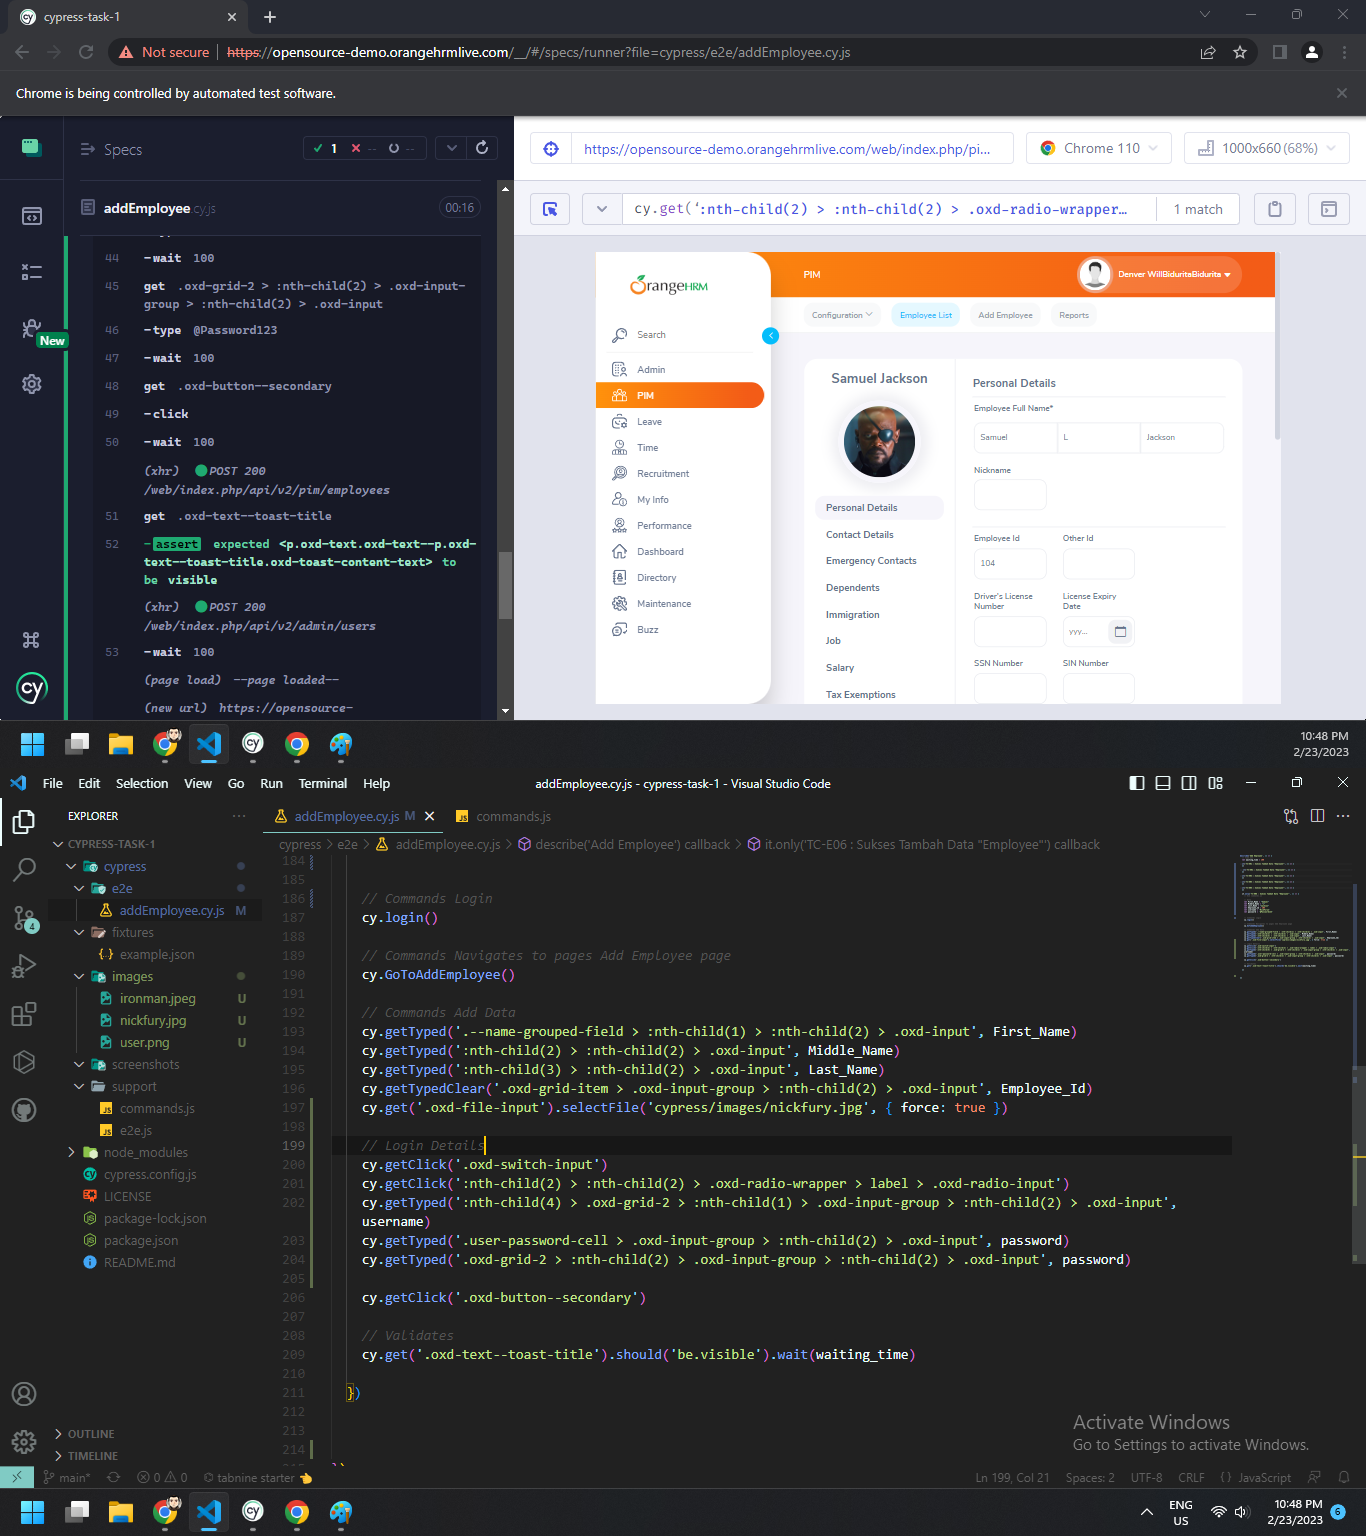 cypress-task-1
Not secure
https://opensource-demo.orangehrmlive.com/__/#/specs/runner?file=cypress/e2e/addEmployee.cy.js
Chrome is being controlled by automated test software.
Specs
1 -- --
addEmployee.cy.js
00:16
44 -wait 100
45 get .oxd-grid-2 > :nth-child(2) > .oxd-input-
group > :nth-child(2) > .oxd-input
46 -type @Password123
47 -wait 100
New
48 get .oxd-button--secondary
49 -click
50 -wait 100
(xhr) POST 200
/web/index.php/api/v2/pim/employees
51 get .oxd-text--toast-title
52 -assert expected <p.oxd-text.oxd-text--p.oxd-
text--toast-title.oxd-toast-content-text> to
be visible
(xhr) POST 200
/web/index.php/api/v2/admin/users
53 -wait 100
(page load) --page loaded--
(new url) https://opensource-
cy
https://opensource-demo.orangehrmlive.com/web/index.php/pi...
Chrome 110
1000x660 (68%)
cy.get(':nth-child(2) > :nth-child(2) > .oxd-radio-wrapper…
1 match
OrangeHRM
PIM
Denver WillBiduritaBidurita
Configuration
Employee List
Add Employee
Reports
Search
Admin
PIM
Leave
Time
Recruitment
My Info
Performance
Dashboard
Directory
Maintenance
Buzz
Samuel Jackson
Personal Details
Contact Details
Emergency Contacts
Dependents
Immigration
Job
Salary
Tax Exemptions
Personal Details
Employee Full Name*
Samuel
L
Jackson
Nickname
Employee Id
Other Id
104
Driver's License
Number
License Expiry
Date
yyy...
SSN Number
SIN Number
10:48 PM
2/23/2023
File Edit Selection View Go Run Terminal Help
addEmployee.cy.js - cypress-task-1 - Visual Studio Code
EXPLORER
addEmployee.cy.js M
commands.js
cypress > e2e > addEmployee.cy.js > describe('Add Employee') callback > it.only('TC-E06 : Sukses Tambah Data "Employee"') callback
CYPRESS-TASK-1
cypress
e2e
addEmployee.cy.js M
fixtures
example.json
images
ironman.jpeg U
nickfury.jpg U
user.png U
screenshots
support
commands.js
e2e.js
node_modules
cypress.config.js
LICENSE
package-lock.json
package.json
README.md
4
OUTLINE
TIMELINE
184
185
186 // Commands Login
187 cy.login()
188
189 // Commands Navigates to pages Add Employee page
190 cy.GoToAddEmployee()
191
192 // Commands Add Data
193 cy.getTyped('.--name-grouped-field > :nth-child(1) > :nth-child(2) > .oxd-input', First_Name)
194 cy.getTyped(':nth-child(2) > :nth-child(2) > .oxd-input', Middle_Name)
195 cy.getTyped(':nth-child(3) > :nth-child(2) > .oxd-input', Last_Name)
196 cy.getTypedClear('.oxd-grid-item > .oxd-input-group > :nth-child(2) > .oxd-input', Employee_Id)
197 cy.get('.oxd-file-input').selectFile('cypress/images/nickfury.jpg', { force: true })
198
199 // Login Details
200 cy.getClick('.oxd-switch-input')
201 cy.getClick(':nth-child(2) > :nth-child(2) > .oxd-radio-wrapper > label > .oxd-radio-input')
202 cy.getTyped(':nth-child(4) > .oxd-grid-2 > :nth-child(1) > .oxd-input-group > :nth-child(2) > .oxd-input',
username)
203 cy.getTyped('.user-password-cell > .oxd-input-group > :nth-child(2) > .oxd-input', password)
204 cy.getTyped('.oxd-grid-2 > :nth-child(2) > .oxd-input-group > :nth-child(2) > .oxd-input', password)
205
206 cy.getClick('.oxd-button--secondary')
207
208 // Validates
209 cy.get('.oxd-text--toast-title').should('be.visible').wait(waiting_time)
210
211 })
212
213
214
Activate Windows
Go to Settings to activate Windows.
main* 0 0 tabnine starter
Ln 199, Col 21 Spaces: 2 UTF-8 CRLF {} JavaScript
ENG
US
10:48 PM
2/23/2023
6